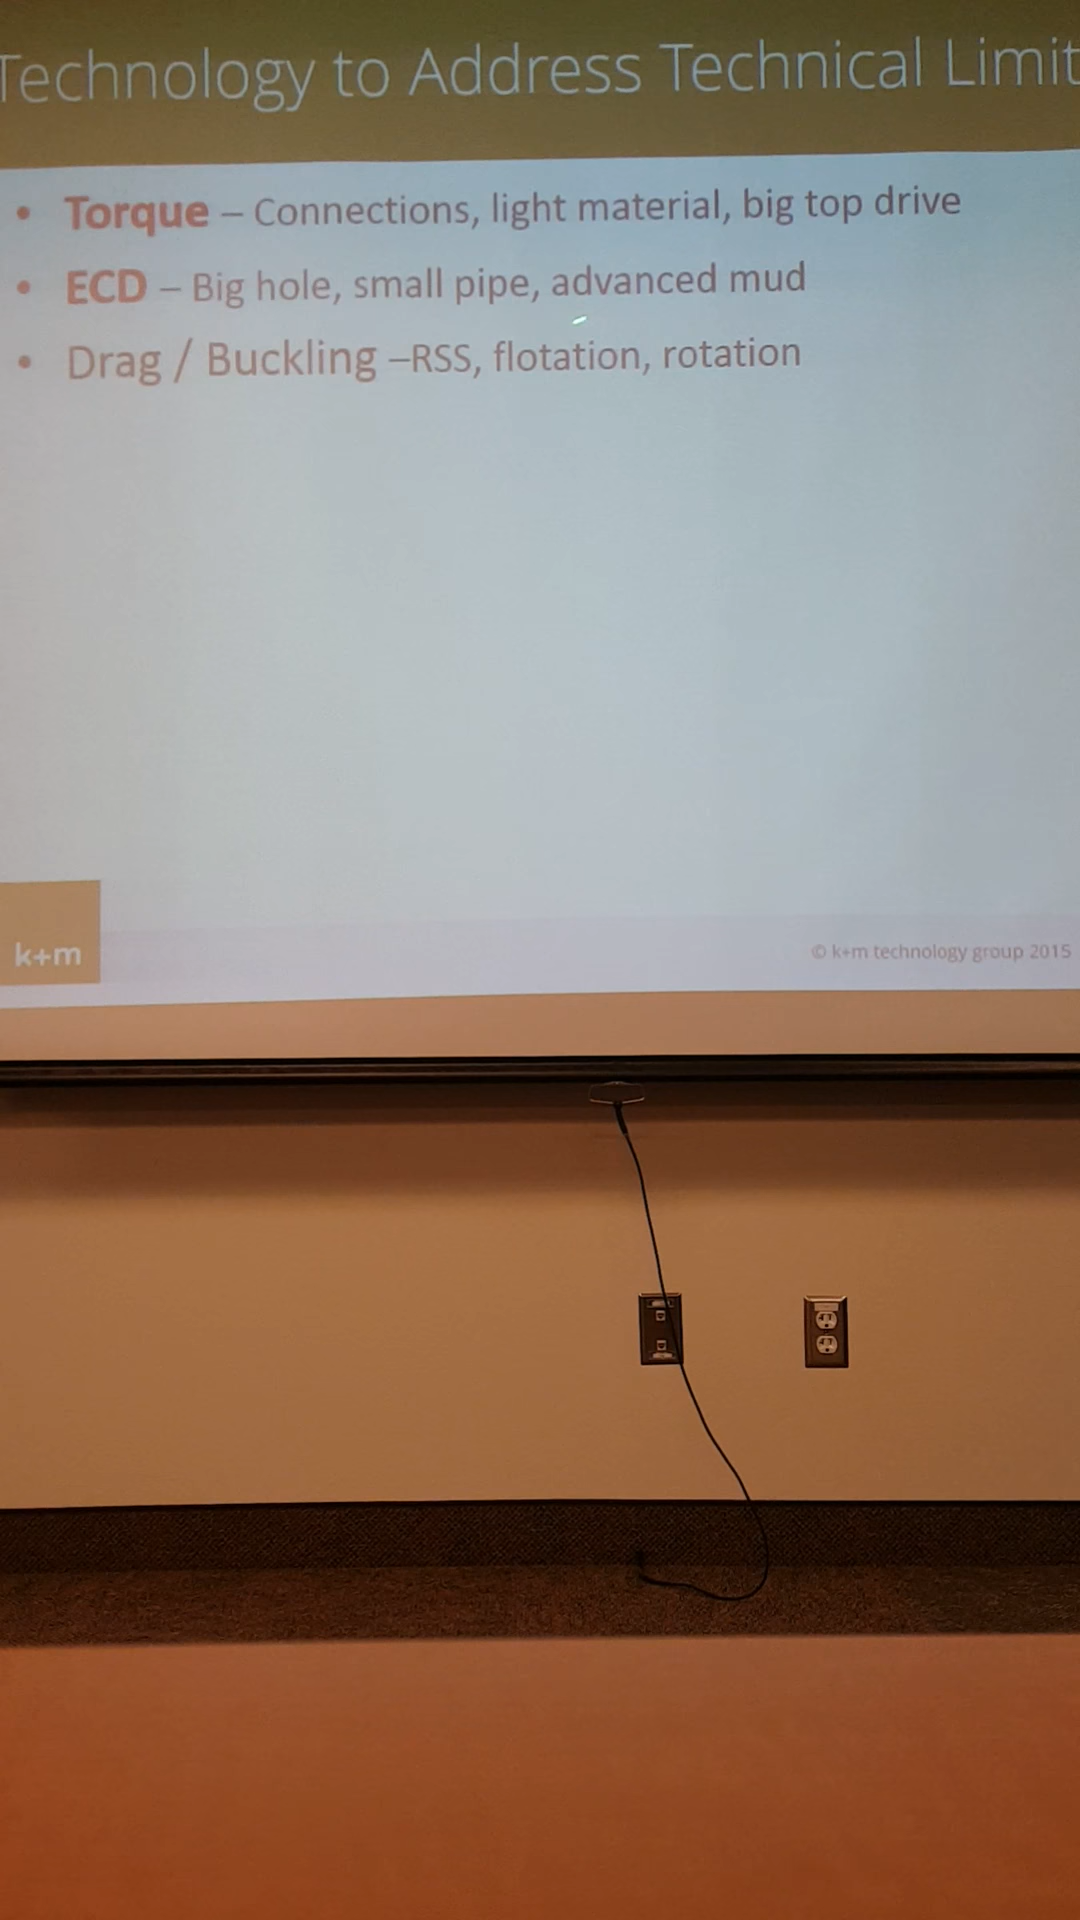 Technology to Address Technical Limit
• Torque – Connections, light material, big top drive
• ECD – Big hole, small pipe, advanced mud
• Drag / Buckling –RSS, flotation, rotation
k+m
© k+m technology group 2015